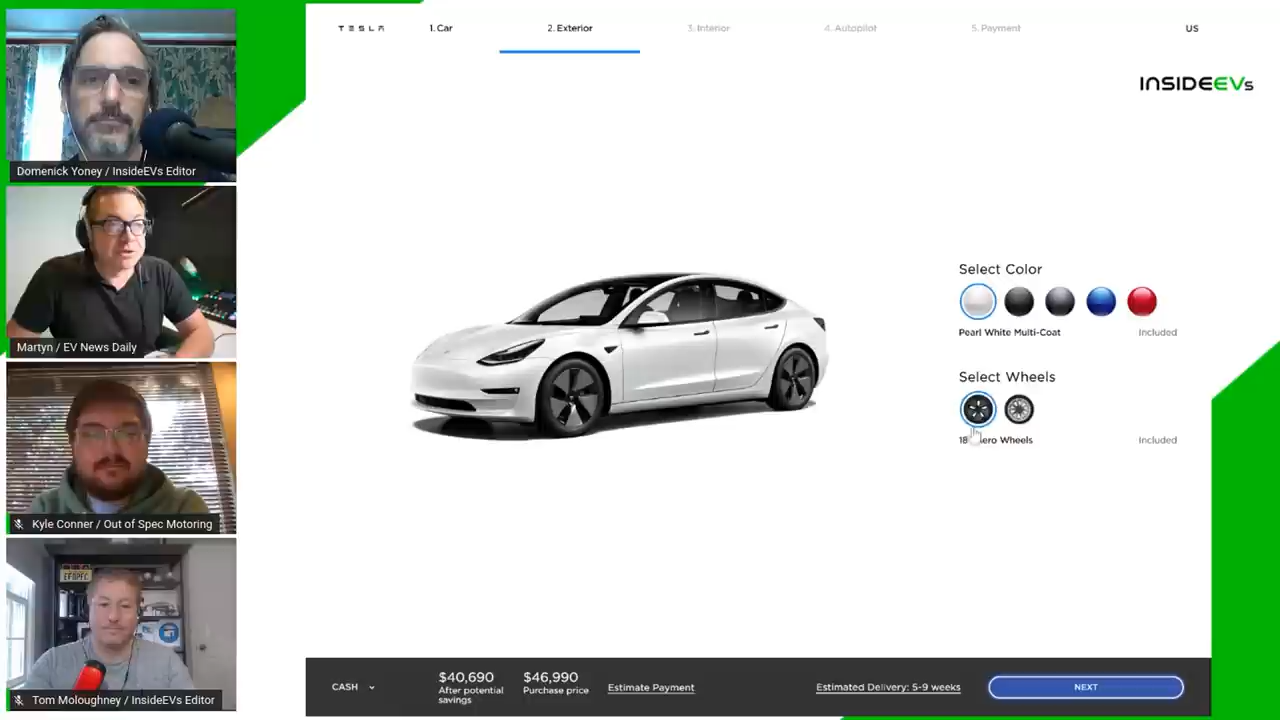 Domenick Yoney / InsideEVs Editor
Martyn / EV News Daily
Kyle Conner / Out of Spec Motoring
EFOPEC
Tom Moloughney / InsideEVs Editor
TESLA 1. Car 2. Exterior 3. Interior 4. Autopilot 5. Payment US
INSIDEEVs
Select Color
Pearl White Multi-Coat Included
Select Wheels
Wheels Included
CASH
$40,690
After potential
savings
$46,990
Purchase price
Estimate Payment
Estimated Delivery: 5-9 weeks
NEXT